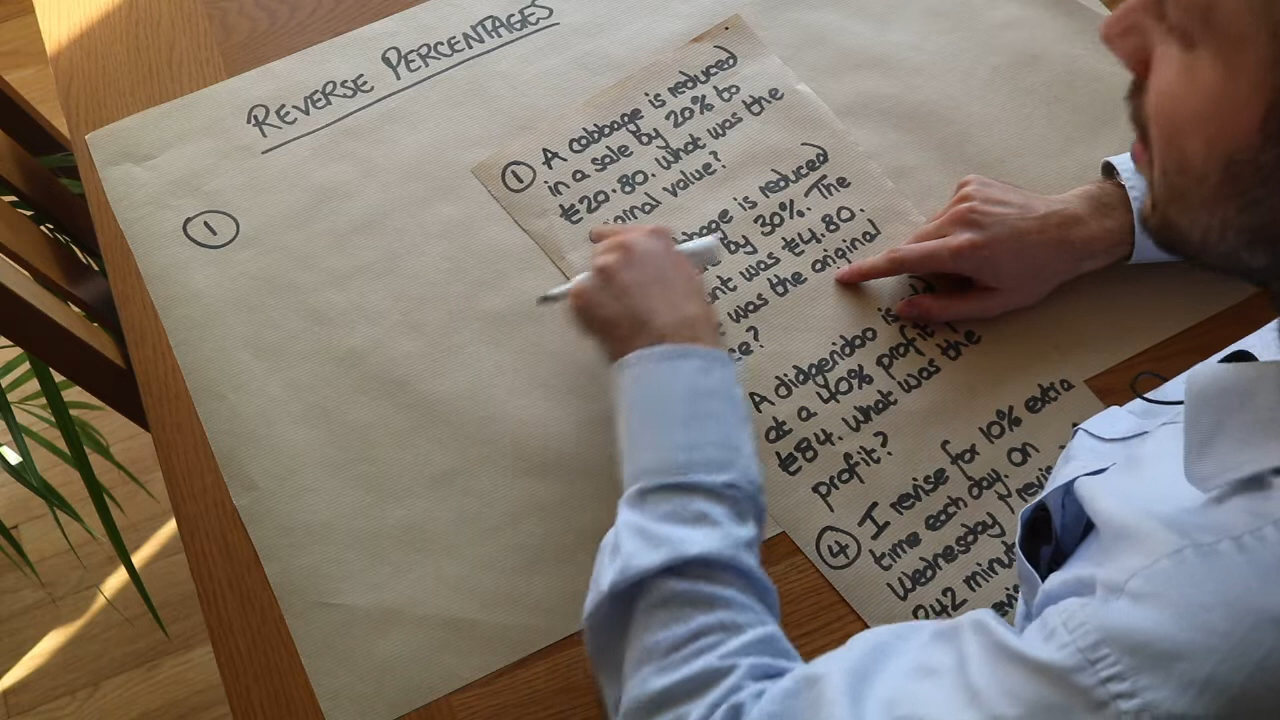 REVERSE PERCENTAGES
①
① A cabbage is reduced
in a sale by 20% to
£20.80. What was the
value?
is reduced
by 30%. The
was £4.80.
was the original
A didgeridoo is
at a 40% profit
£84. What was the
profit?
④ I revise for 10% extra
time each day. On
Wednesday I
242